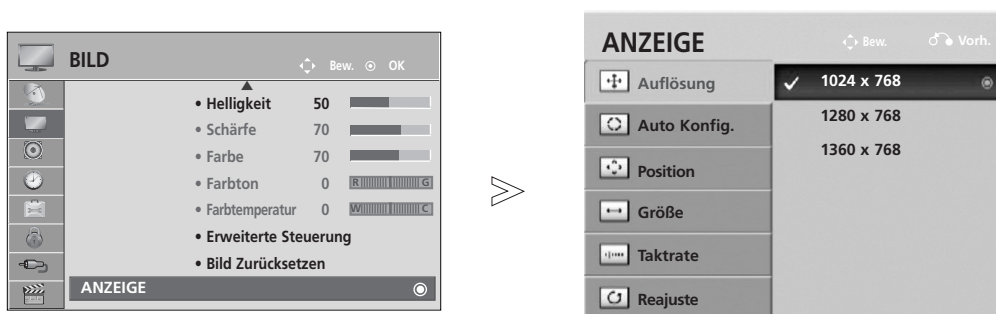 BILD
Bew. OK
• Helligkeit 50
• Schärfe 70
• Farbe 70
• Farbton 0 R G
• Farbtemperatur 0 W C
• Erweiterte Steuerung
• Bild Zurücksetzen
ANZEIGE
ANZEIGE
Bew. Vorh.
Auflösung
1024 x 768
1280 x 768
1360 x 768
Auto Konfig.
Position
Größe
Taktrate
Reajuste